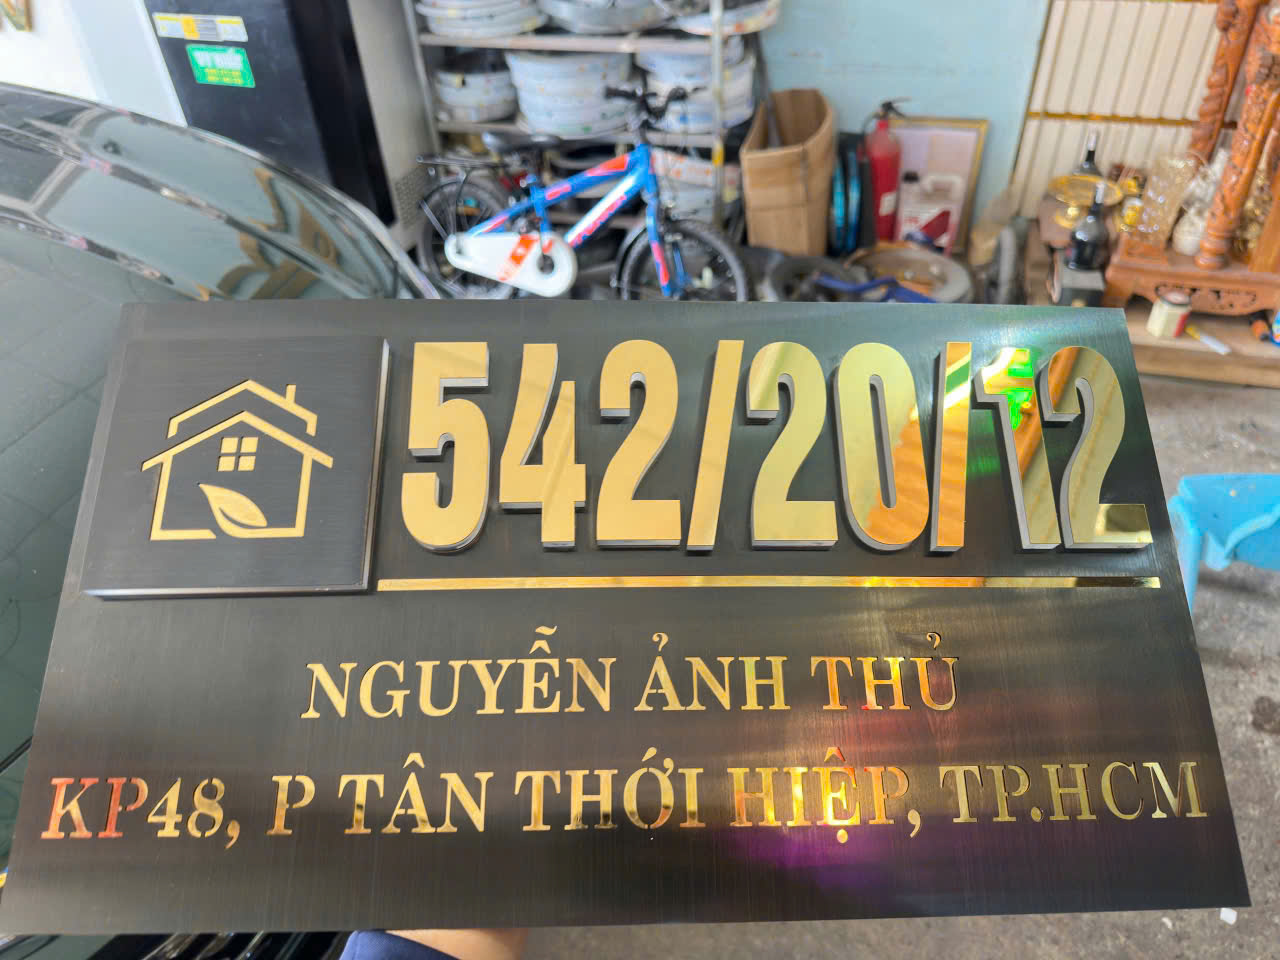 542/20/12
NGUYỄN ẢNH THỦ
KP48, P TÂN THỚI HIỆP, TP.HCM